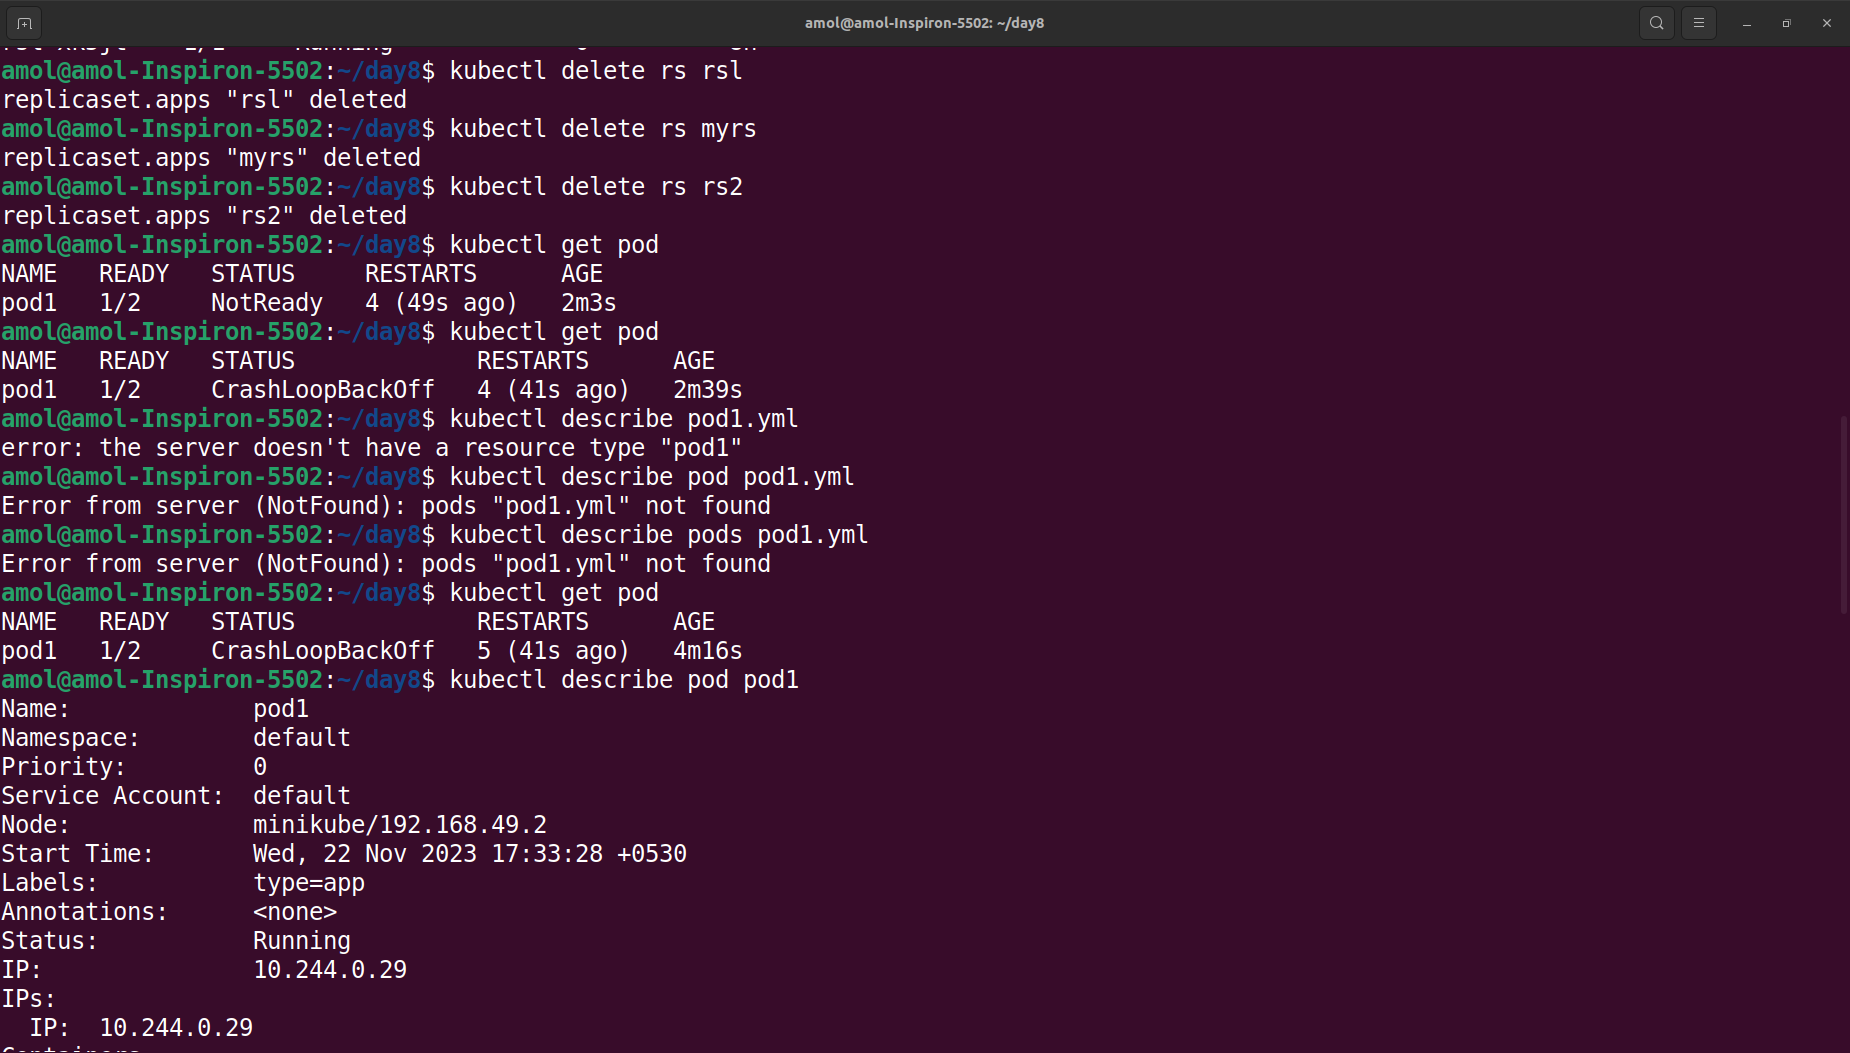 amol@amol-Inspiron-5502: ~/day8
amol@amol-Inspiron-5502:~/day8$ kubectl delete rs rsl
replicaset.apps "rsl" deleted
amol@amol-Inspiron-5502:~/day8$ kubectl delete rs myrs
replicaset.apps "myrs" deleted
amol@amol-Inspiron-5502:~/day8$ kubectl delete rs rs2
replicaset.apps "rs2" deleted
amol@amol-Inspiron-5502:~/day8$ kubectl get pod
NAME   READY   STATUS     RESTARTS      AGE
pod1   1/2     NotReady   4 (49s ago)   2m3s
amol@amol-Inspiron-5502:~/day8$ kubectl get pod
NAME   READY   STATUS             RESTARTS      AGE
pod1   1/2     CrashLoopBackOff   4 (41s ago)   2m39s
amol@amol-Inspiron-5502:~/day8$ kubectl describe pod1.yml
error: the server doesn't have a resource type "pod1"
amol@amol-Inspiron-5502:~/day8$ kubectl describe pod pod1.yml
Error from server (NotFound): pods "pod1.yml" not found
amol@amol-Inspiron-5502:~/day8$ kubectl describe pods pod1.yml
Error from server (NotFound): pods "pod1.yml" not found
amol@amol-Inspiron-5502:~/day8$ kubectl get pod
NAME   READY   STATUS             RESTARTS      AGE
pod1   1/2     CrashLoopBackOff   5 (41s ago)   4m16s
amol@amol-Inspiron-5502:~/day8$ kubectl describe pod pod1
Name:             pod1
Namespace:        default
Priority:         0
Service Account:  default
Node:             minikube/192.168.49.2
Start Time:       Wed, 22 Nov 2023 17:33:28 +0530
Labels:           type=app
Annotations:      <none>
Status:           Running
IP:               10.244.0.29
IPs:
  IP:  10.244.0.29